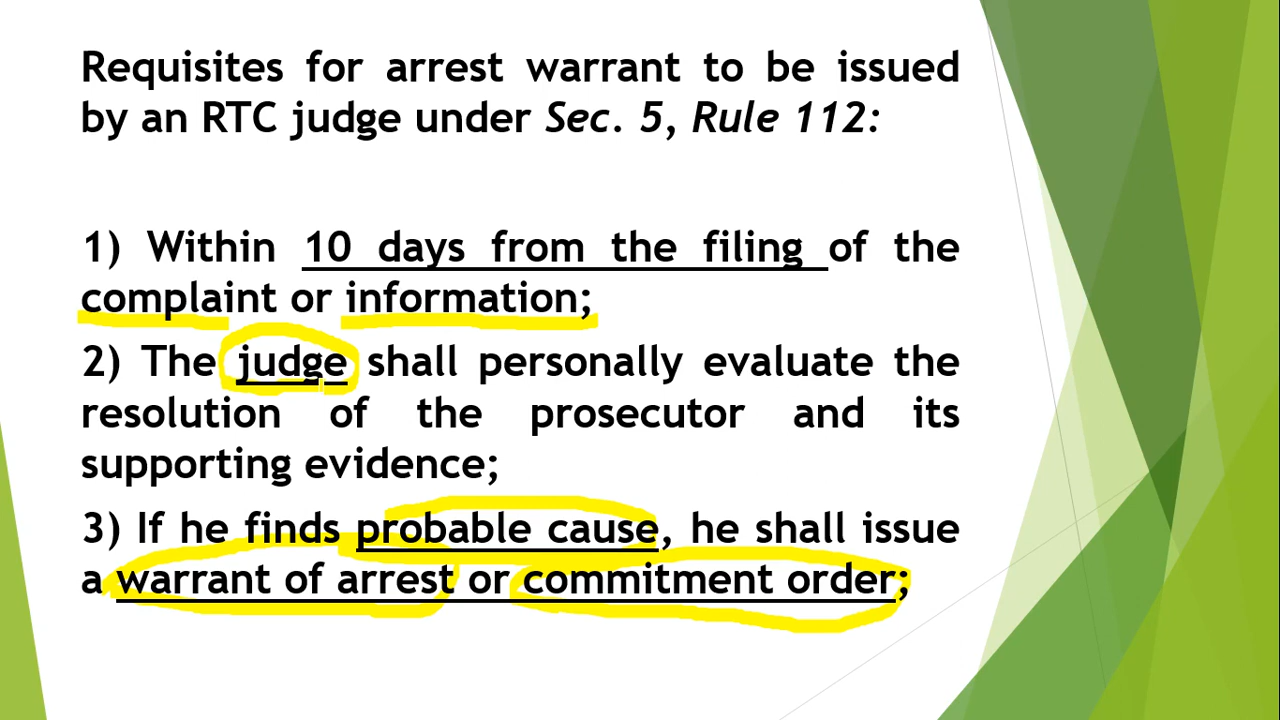 Requisites for arrest warrant to be issued
by an RTC judge under Sec. 5, Rule 112:
1) Within 10 days from the filing of the
complaint or information;
2) The judge shall personally evaluate the
resolution of the prosecutor and its
supporting evidence;
3) If he finds probable cause, he shall issue
a warrant of arrest or commitment order;